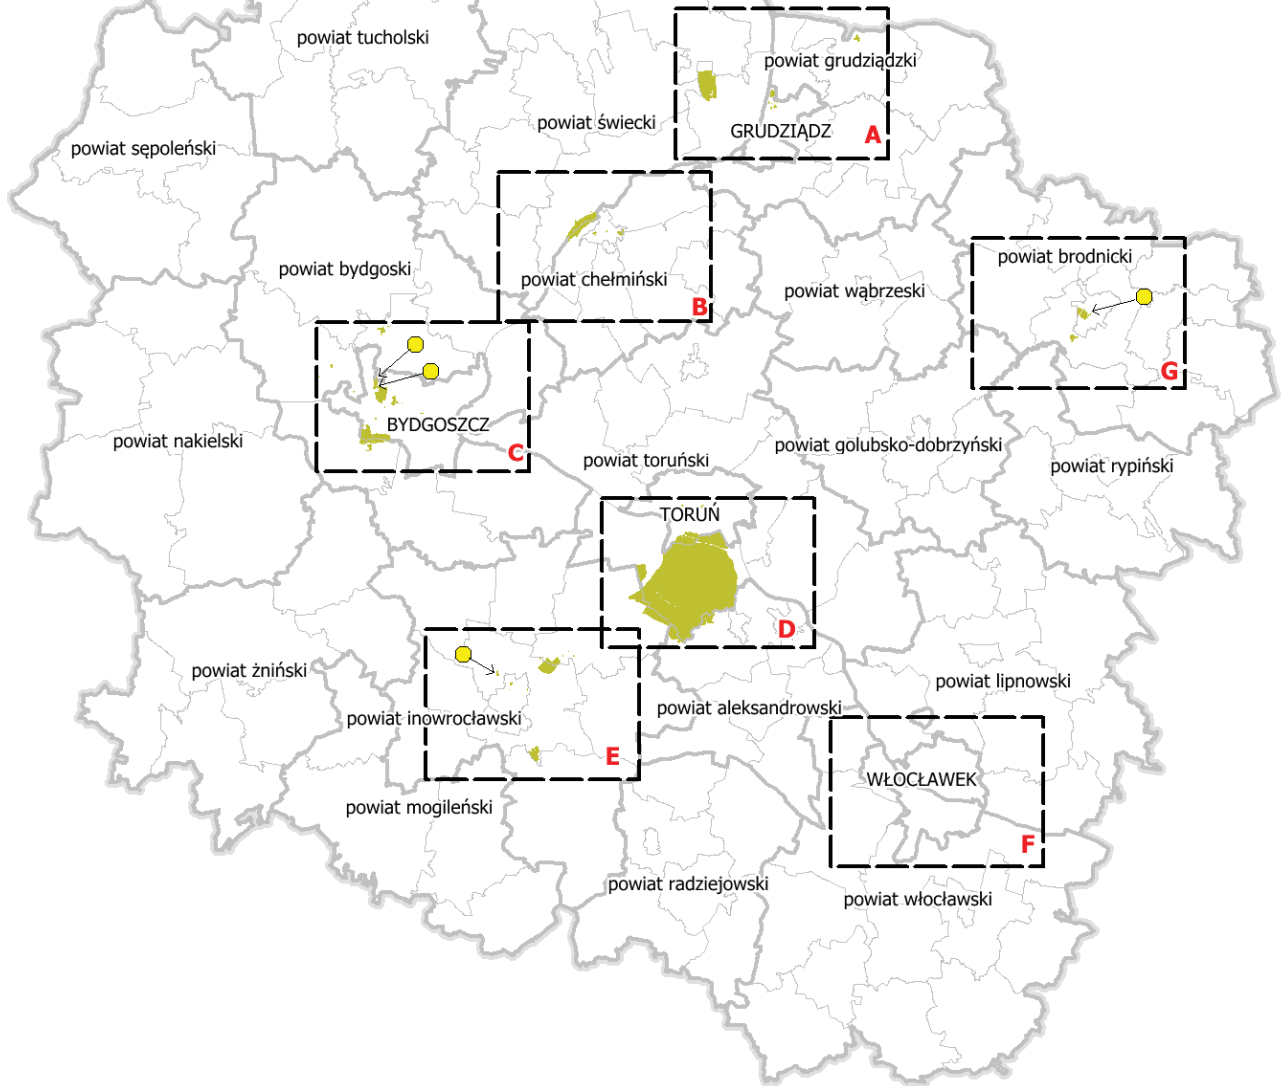 powiat tucholski
powiat grudziądzki
powiat świecki
GRUDZIĄDZ
A
powiat sępoleński
powiat brodnicki
powiat bydgoski
powiat chełmiński
powiat wąbrzeski
B
G
BYDGOSZCZ
powiat nakielski
C
powiat toruński
powiat golubsko-dobrzyński
powiat rypiński
TORUŃ
D
powiat żniński
powiat lipnowski
powiat inowrocławski
powiat aleksandrowski
E
WŁOCŁAWEK
powiat mogileński
F
powiat radziejowski
powiat włocławski